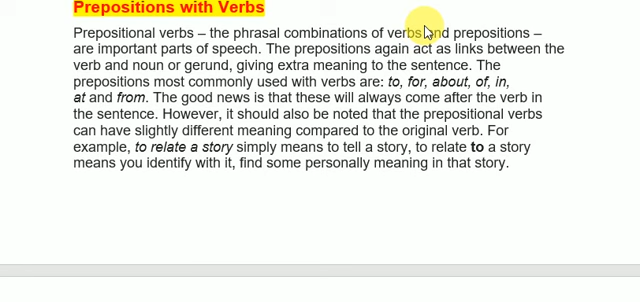 Prepositions with Verbs
Prepositional verbs – the phrasal combinations of verbs and prepositions –
are important parts of speech. The prepositions again act as links between the
verb and noun or gerund, giving extra meaning to the sentence. The
prepositions most commonly used with verbs are: to, for, about, of, in,
at and from. The good news is that these will always come after the verb in
the sentence. However, it should also be noted that the prepositional verbs
can have slightly different meaning compared to the original verb. For
example, to relate a story simply means to tell a story, to relate to a story
means you identify with it, find some personally meaning in that story.